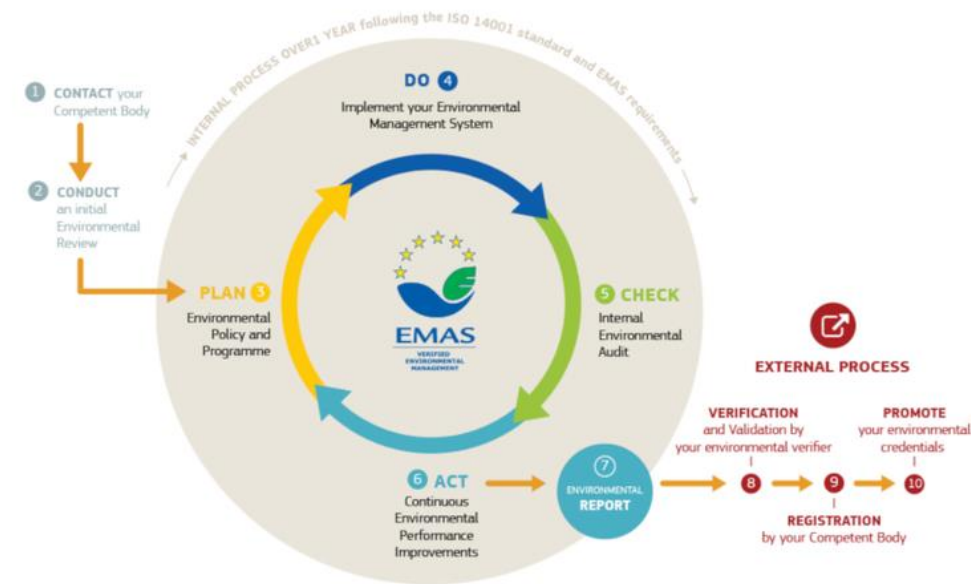 INTERNAL PROCESS OVER1 YEAR following the ISO 14001 standard and EMAS requirements
1 CONTACT your
Competent Body
2 CONDUCT
an initial
Environmental
Review
PLAN 3
Environmental
Policy and
Programme
DO 4
Implement your Environmental
Management System
EMAS
VERIFIED
ENVIRONMENTAL
MANAGEMENT
5 CHECK
Internal
Environmental
Audit
6 ACT
Continuous
Environmental
Performance
Improvements
7
ENVIRONMENTAL
REPORT
EXTERNAL PROCESS
VERIFICATION
and Validation by
your environmental verifier
8
9
REGISTRATION
by your Competent Body
PROMOTE
your environmental
credentials
10